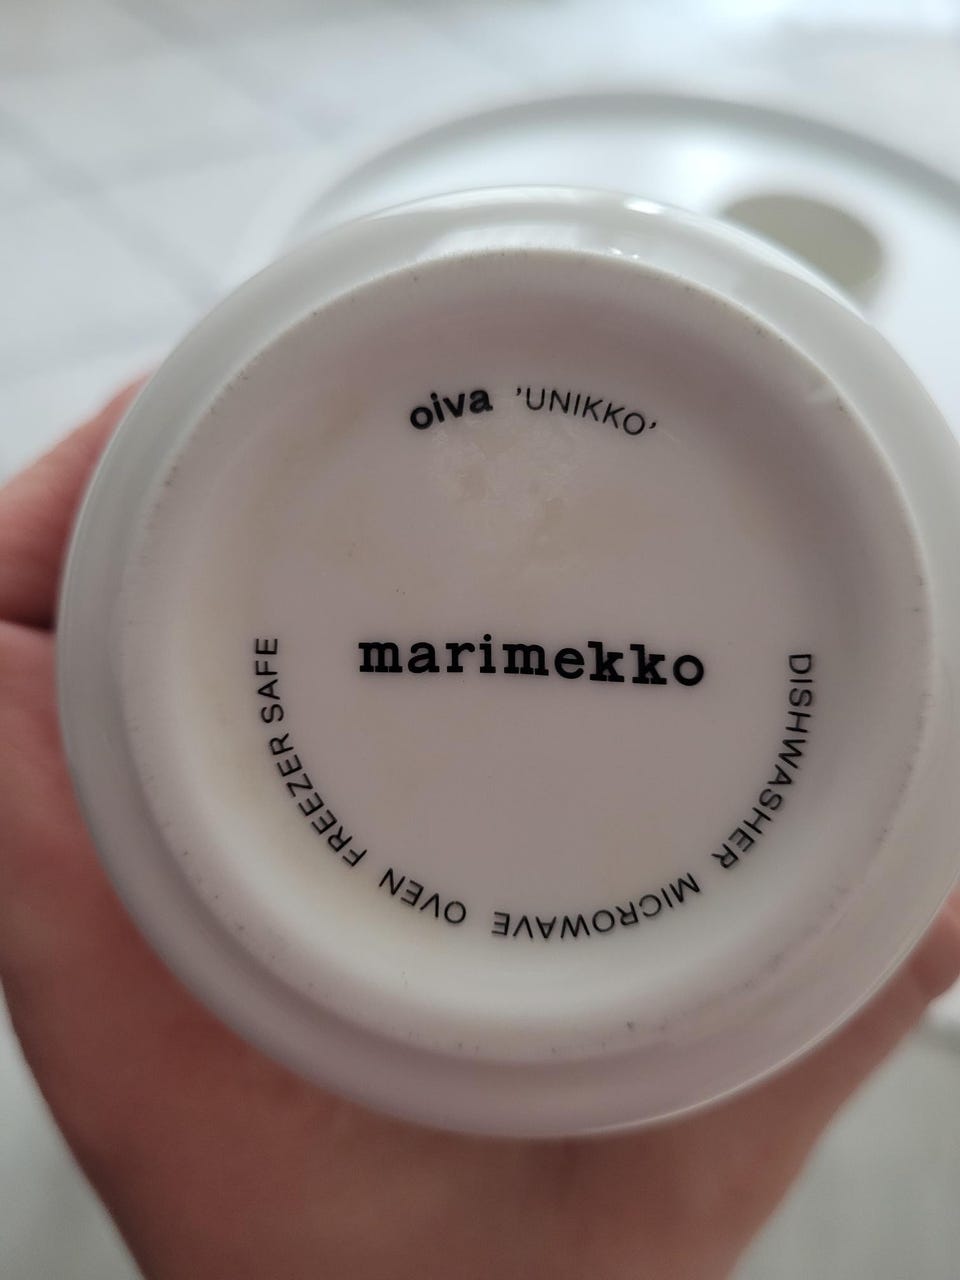 oiva 'UNIKKO'
marimekko
DISHWASHER MICROWAVE OVEN FREEZER SAFE